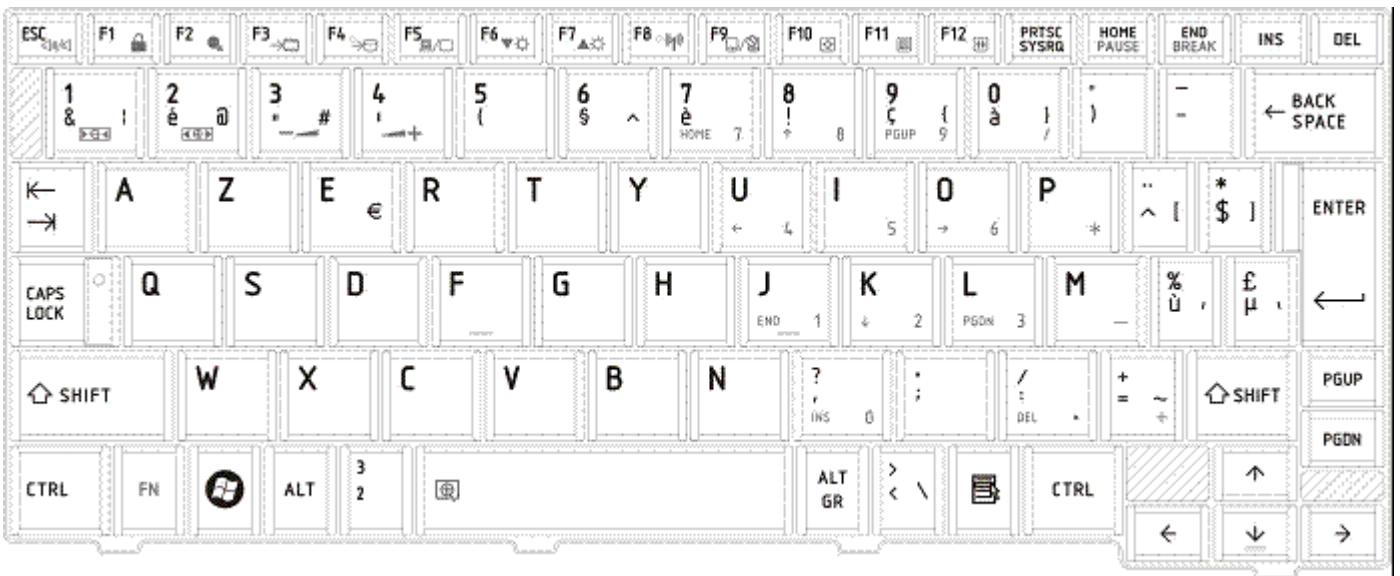 ESC F1 F2 F3 F4 F5 F6 F7 F8 F9 F10 F11 F12 PRTSC HOME END INS DEL
SYSRQ PAUSE BREAK
1 2 3 4 5 6 7 8 9 0 ° _
& | é @ " # ' ( § ^ è ! ç { à } ) -
HOME 7 ↑ 8 PGUP 9 /
← BACK
SPACE
A Z E R T Y U I O P ¨ *
€ ^ [ $ ]
← 4 5 → 6 *
ENTER
CAPS
LOCK
Q S D F G H J K L M % £
ù ´ µ `
END 1 ↓ 2 PGDN 3 –
SHIFT W X C V B N ? . / + SHIFT PGUP
, ; : = ~
INS 0 DEL . ÷
PGDN
CTRL FN ALT 3
2
ALT
GR
>
< \
CTRL ↑
← ↓ →